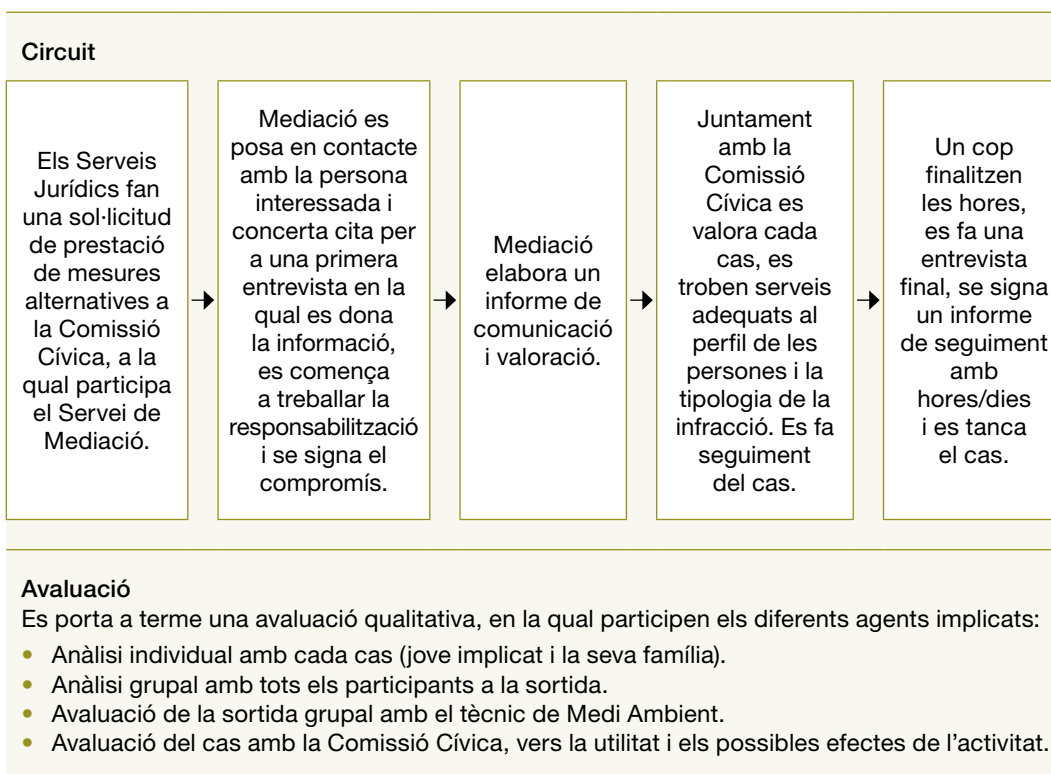 Circuit
Els Serveis
Jurídics fan
una sol·licitud
de prestació
de mesures
alternatives a
la Comissió
Cívica, a la
qual participa
el Servei de
Mediació.
Mediació es
posa en contacte
amb la persona
interessada i
concerta cita per
a una primera
entrevista en la
qual es dona
la informació,
es comença
a treballar la
responsabilització
i se signa el
compromís.
Mediació
elabora un
informe de
comunicació
i valoració.
Juntament
amb la
Comissió
Cívica es
valora cada
cas, es
troben serveis
adequats al
perfil de les
persones i la
tipologia de la
infracció. Es fa
seguiment
del cas.
Un cop
finalitzen
les hores,
es fa una
entrevista
final, se signa
un informe
de seguiment
amb
hores/dies
i es tanca
el cas.
Avaluació
Es porta a terme una avaluació qualitativa, en la qual participen els diferents agents implicats:
• Anàlisi individual amb cada cas (jove implicat i la seva família).
• Anàlisi grupal amb tots els participants a la sortida.
• Avaluació de la sortida grupal amb el tècnic de Medi Ambient.
• Avaluació del cas amb la Comissió Cívica, vers la utilitat i els possibles efectes de l’activitat.